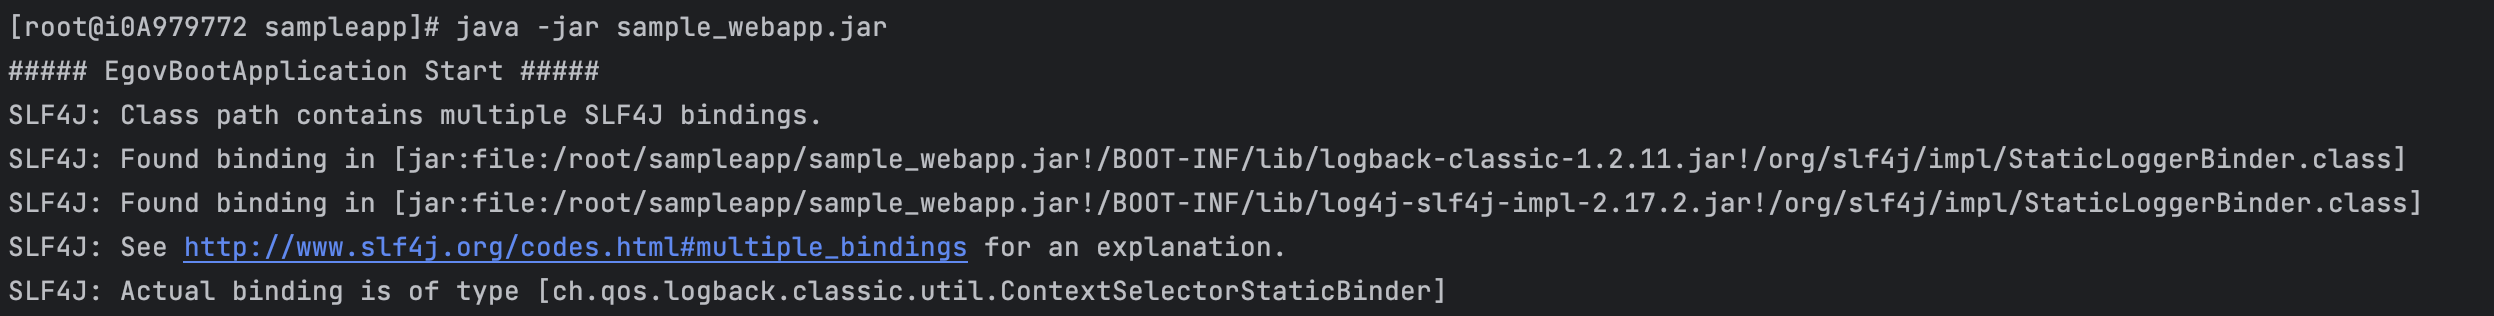 [root@i0A979772 sampleapp]# java -jar sample_webapp.jar
##### EgovBootApplication Start #####
SLF4J: Class path contains multiple SLF4J bindings.
SLF4J: Found binding in [jar:file:/root/sampleapp/sample_webapp.jar!/BOOT-INF/lib/logback-classic-1.2.11.jar!/org/slf4j/impl/StaticLoggerBinder.class]
SLF4J: Found binding in [jar:file:/root/sampleapp/sample_webapp.jar!/BOOT-INF/lib/log4j-slf4j-impl-2.17.2.jar!/org/slf4j/impl/StaticLoggerBinder.class]
SLF4J: See http://www.slf4j.org/codes.html#multiple_bindings for an explanation.
SLF4J: Actual binding is of type [ch.qos.logback.classic.util.ContextSelectorStaticBinder]